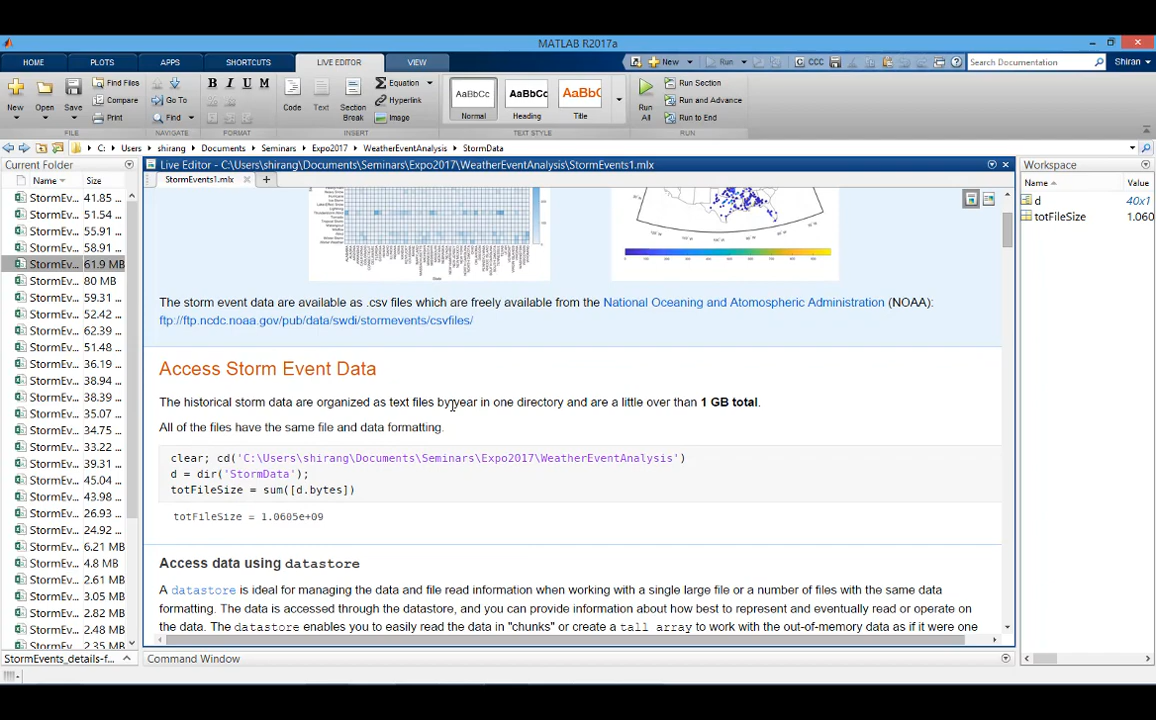 MATLAB R2017a
HOME PLOTS APPS SHORTCUTS LIVE EDITOR VIEW New Run CCC Search Documentation Shiran
New Open Save Find Files Compare Print Go To Find B I U M Code Text Section Break Equation Hyperlink Image AaBbCc Normal AaBbCc Heading AaBbC Title Run All Run Section Run and Advance Run to End
FILE NAVIGATE FORMAT INSERT TEXT STYLE RUN
C: Users shirang Documents Seminars Expo2017 WeatherEventAnalysis StormData
Current Folder
Name Size
StormEv... 41.85 ...
StormEv... 51.54 ...
StormEv... 55.91 ...
StormEv... 58.91 ...
StormEv... 61.9 MB
StormEv... 80 MB
StormEv... 59.31 ...
StormEv... 52.42 ...
StormEv... 62.39 ...
StormEv... 51.48 ...
StormEv... 36.19 ...
StormEv... 38.94 ...
StormEv... 38.39 ...
StormEv... 35.07 ...
StormEv... 34.75 ...
StormEv... 33.22 ...
StormEv... 39.31 ...
StormEv... 45.04 ...
StormEv... 43.98 ...
StormEv... 26.93 ...
StormEv... 24.92 ...
StormEv... 6.21 MB
StormEv... 4.8 MB
StormEv... 2.61 MB
StormEv... 3.05 MB
StormEv... 2.82 MB
StormEv... 2.48 MB
StormEv... 2.35 MB
StormEvents_details-f...
Live Editor - C:\Users\shirang\Documents\Seminars\Expo2017\WeatherEventAnalysis\StormEvents1.mlx
StormEvents1.mlx
The storm event data are available as .csv files which are freely available from the National Oceaning and Atomospheric Administration (NOAA):
ftp://ftp.ncdc.noaa.gov/pub/data/swdi/stormevents/csvfiles/
Access Storm Event Data
The historical storm data are organized as text files by year in one directory and are a little over than 1 GB total.
All of the files have the same file and data formatting.
clear; cd('C:\Users\shirang\Documents\Seminars\Expo2017\WeatherEventAnalysis')
d = dir('StormData');
totFileSize = sum([d.bytes])
totFileSize = 1.0605e+09
Access data using datastore
A datastore is ideal for managing the data and file read information when working with a single large file or a number of files with the same data
formatting. The data is accessed through the datastore, and you can provide information about how best to represent and eventually read or operate on
the data. The datastore enables you to easily read the data in "chunks" or create a tall array to work with the out-of-memory data as if it were one
Command Window
Workspace
Name Value
d 40x1
totFileSize 1.060